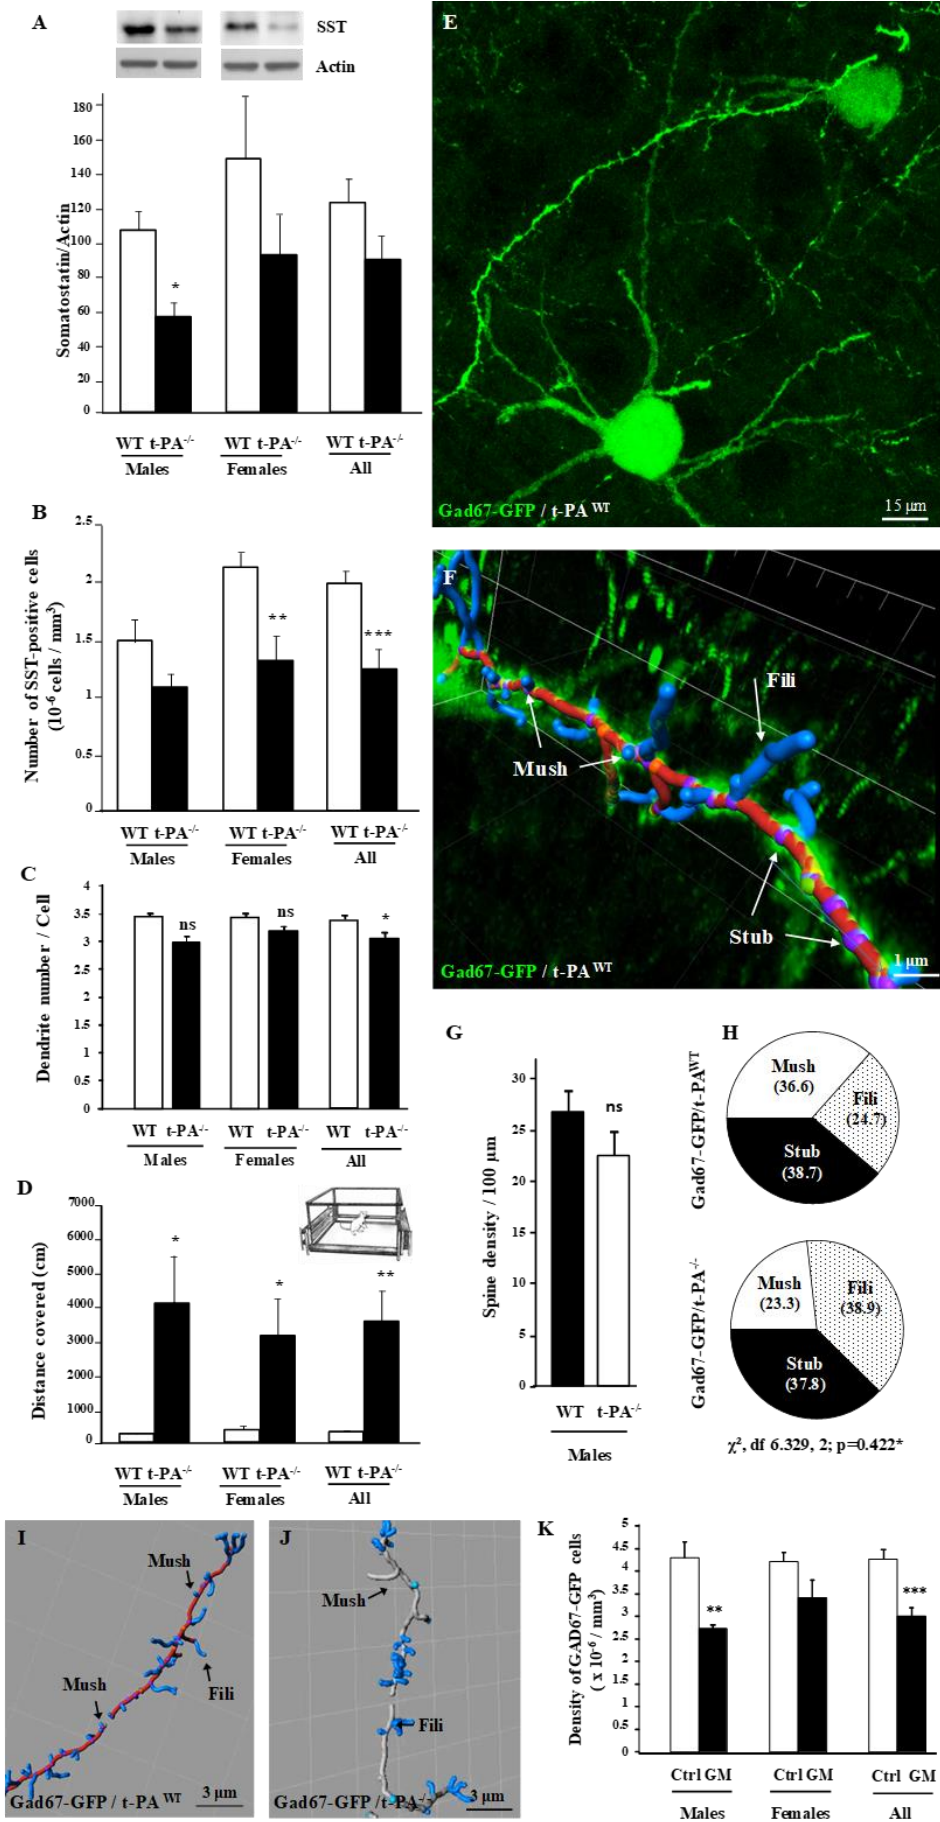 A
SST
Actin
180
160
140
120
100
80
60
40
20
0
Somatostatin/Actin
*
WT t-PA-/-
WT t-PA-/-
WT t-PA-/-
Males
Females
All
B
2.5
2
1.5
1
0.5
0
Number of SST-positive cells
(10-6 cells / mm3)
**
***
WT t-PA-/-
WT t-PA-/-
WT t-PA-/-
Males
Females
All
C
4
3.5
3
2.5
2
1.5
1
0.5
0
Dendrite number / Cell
ns
ns
*
WT t-PA-/-
WT t-PA-/-
WT t-PA-/-
Males
Females
All
D
7000
6000
5000
4000
3000
2000
1000
0
Distance covered (cm)
*
*
**
WT t-PA-/-
WT t-PA-/-
WT t-PA-/-
Males
Females
All
E
Gad67-GFP / t-PA WT
15 µm
F
Fili
Mush
Stub
Gad67-GFP / t-PA WT
1 µm
G
30
25
20
15
10
5
0
Spine density / 100 µm
ns
WT t-PA-/-
Males
H
Gad67-GFP/t-PAWT
Mush
(36.6)
Fili
(24.7)
Stub
(38.7)
Gad67-GFP/t-PA-/-
Mush
(23.3)
Fili
(38.9)
Stub
(37.8)
χ2, df 6.329, 2; p=0.422*
I
Mush
Mush
Fili
Gad67-GFP / t-PA WT
3 µm
J
Mush
Fili
Gad67-GFP /t-PA-/-
3 µm
K
5
4.5
4
3.5
3
2.5
2
1.5
1
0.5
0
Density of GAD67-GFP cells
( x 10-6 / mm3)
**
***
Ctrl GM
Ctrl GM
Ctrl GM
Males
Females
All